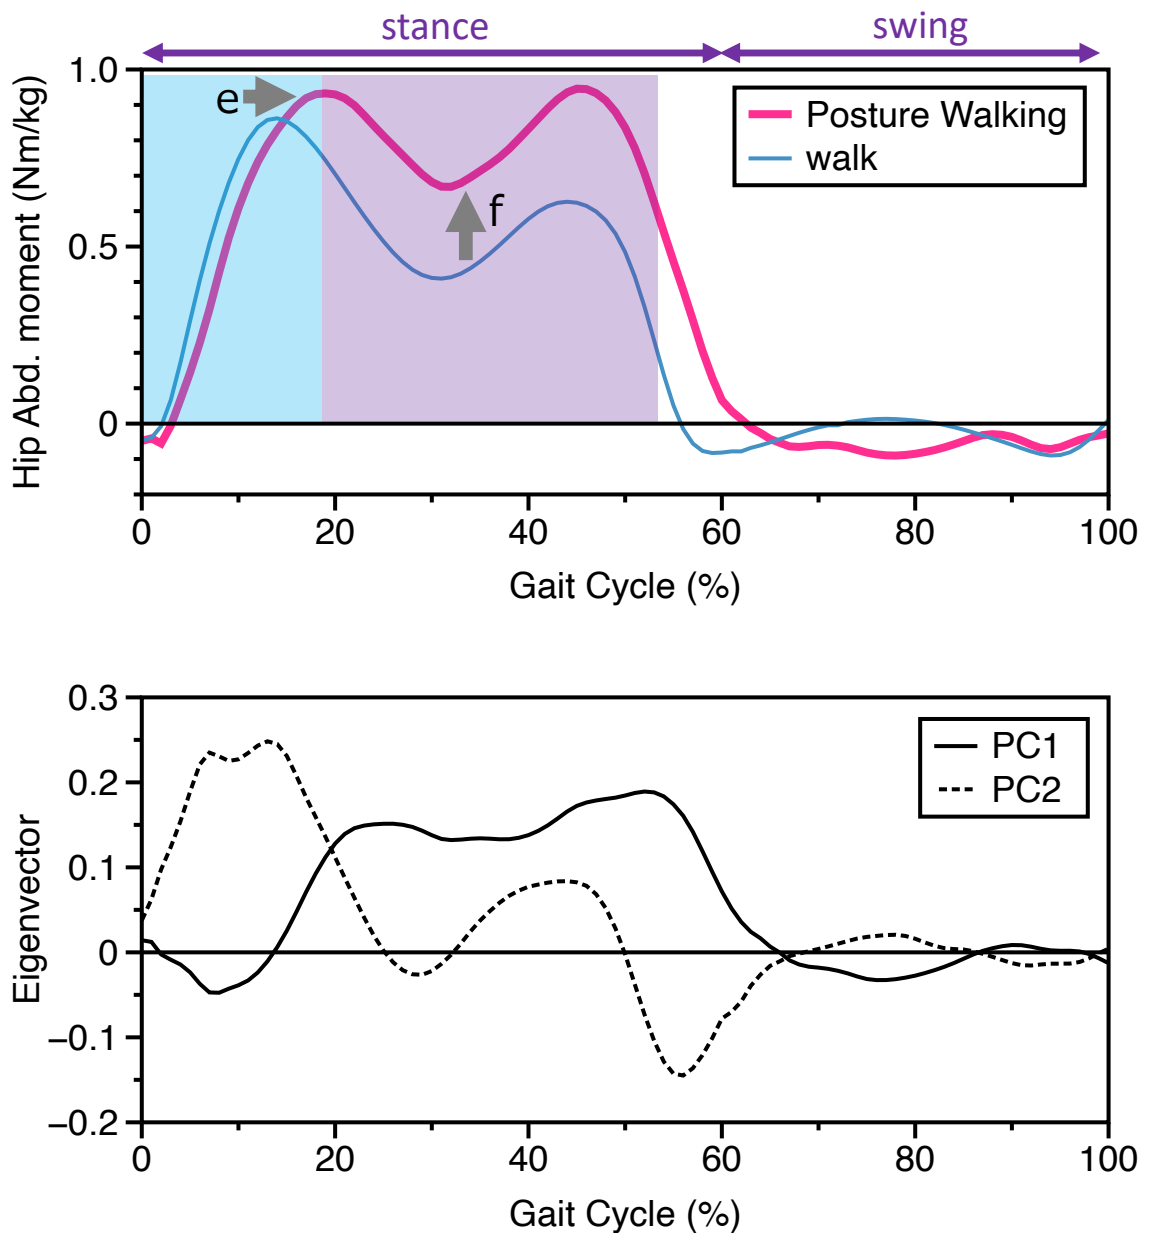 stance
swing
1.0
0.5
0
Hip Abd. moment (Nm/kg)
e
f
Posture Walking
walk
0
20
40
60
80
100
Gait Cycle (%)
0.3
0.2
0.1
0
−0.1
−0.2
Eigenvector
PC1
PC2
0
20
40
60
80
100
Gait Cycle (%)